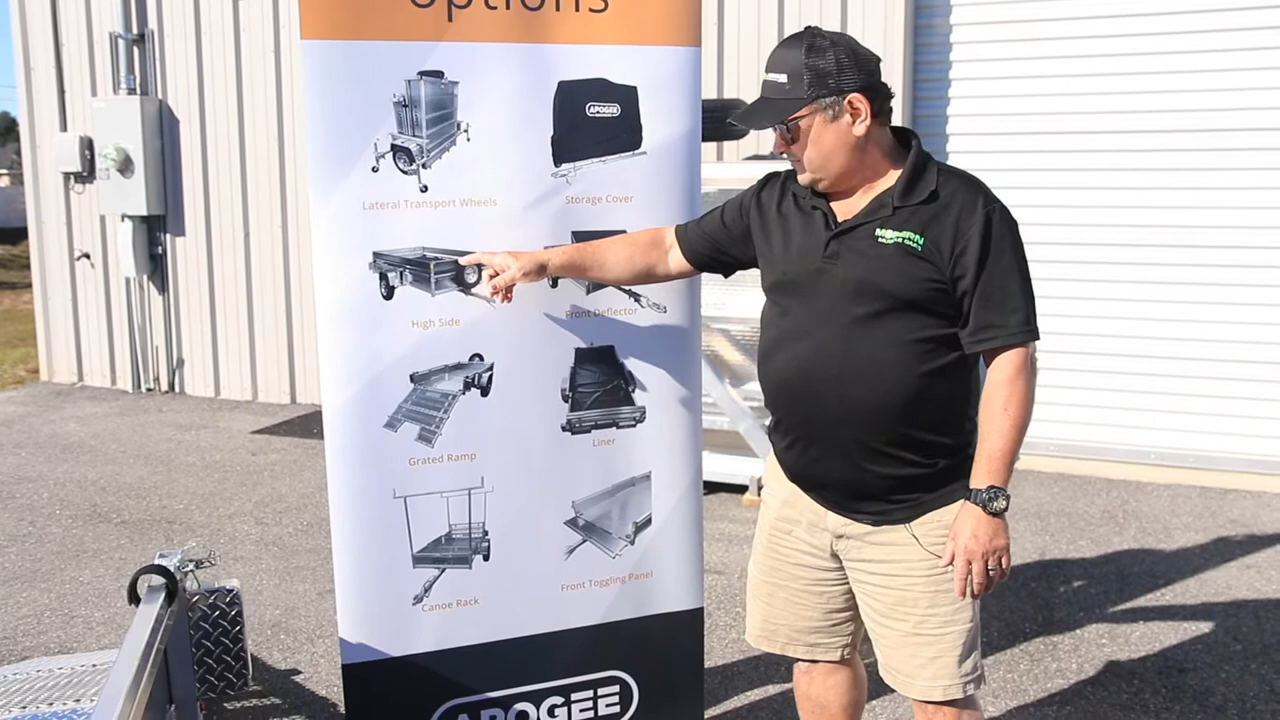 options
APOGEE
Lateral Transport Wheels
Storage Cover
High Side
Front Deflector
Grated Ramp
Liner
Canoe Rack
Front Toggling Panel
APOGEE
MODERN